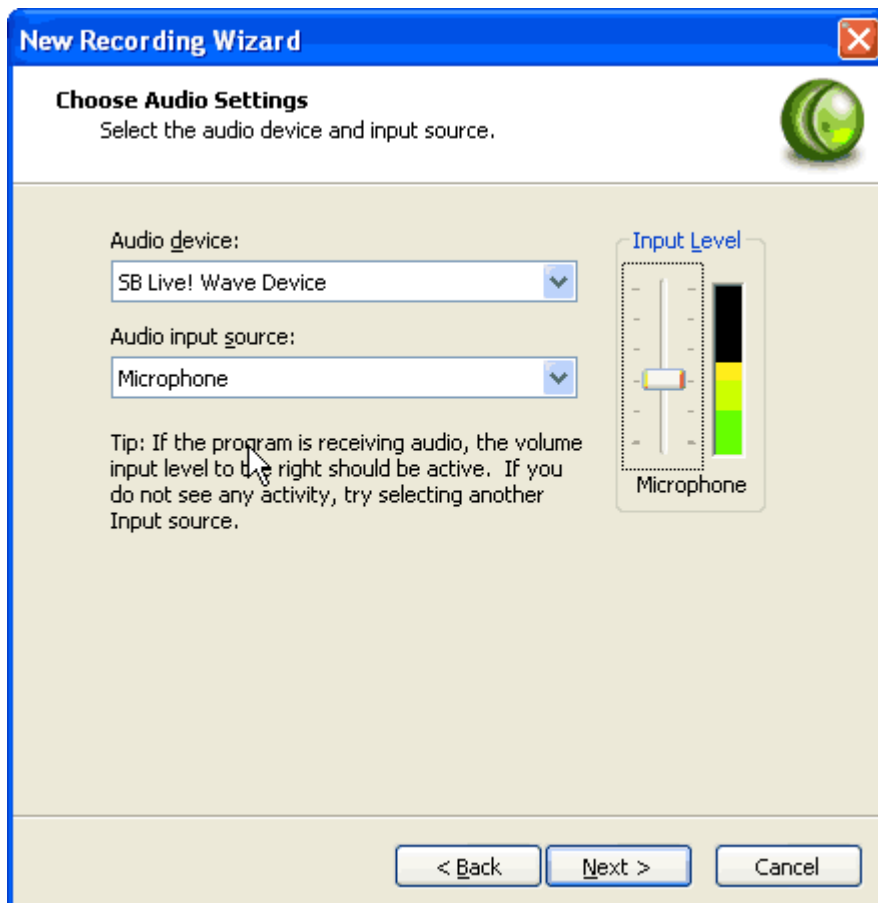 New Recording Wizard
Choose Audio Settings
Select the audio device and input source.
Audio device:
SB Live! Wave Device
Audio input source:
Microphone
Tip: If the program is receiving audio, the volume
input level to the right should be active. If you
do not see any activity, try selecting another
Input source.
Input Level
Microphone
< Back
Next >
Cancel